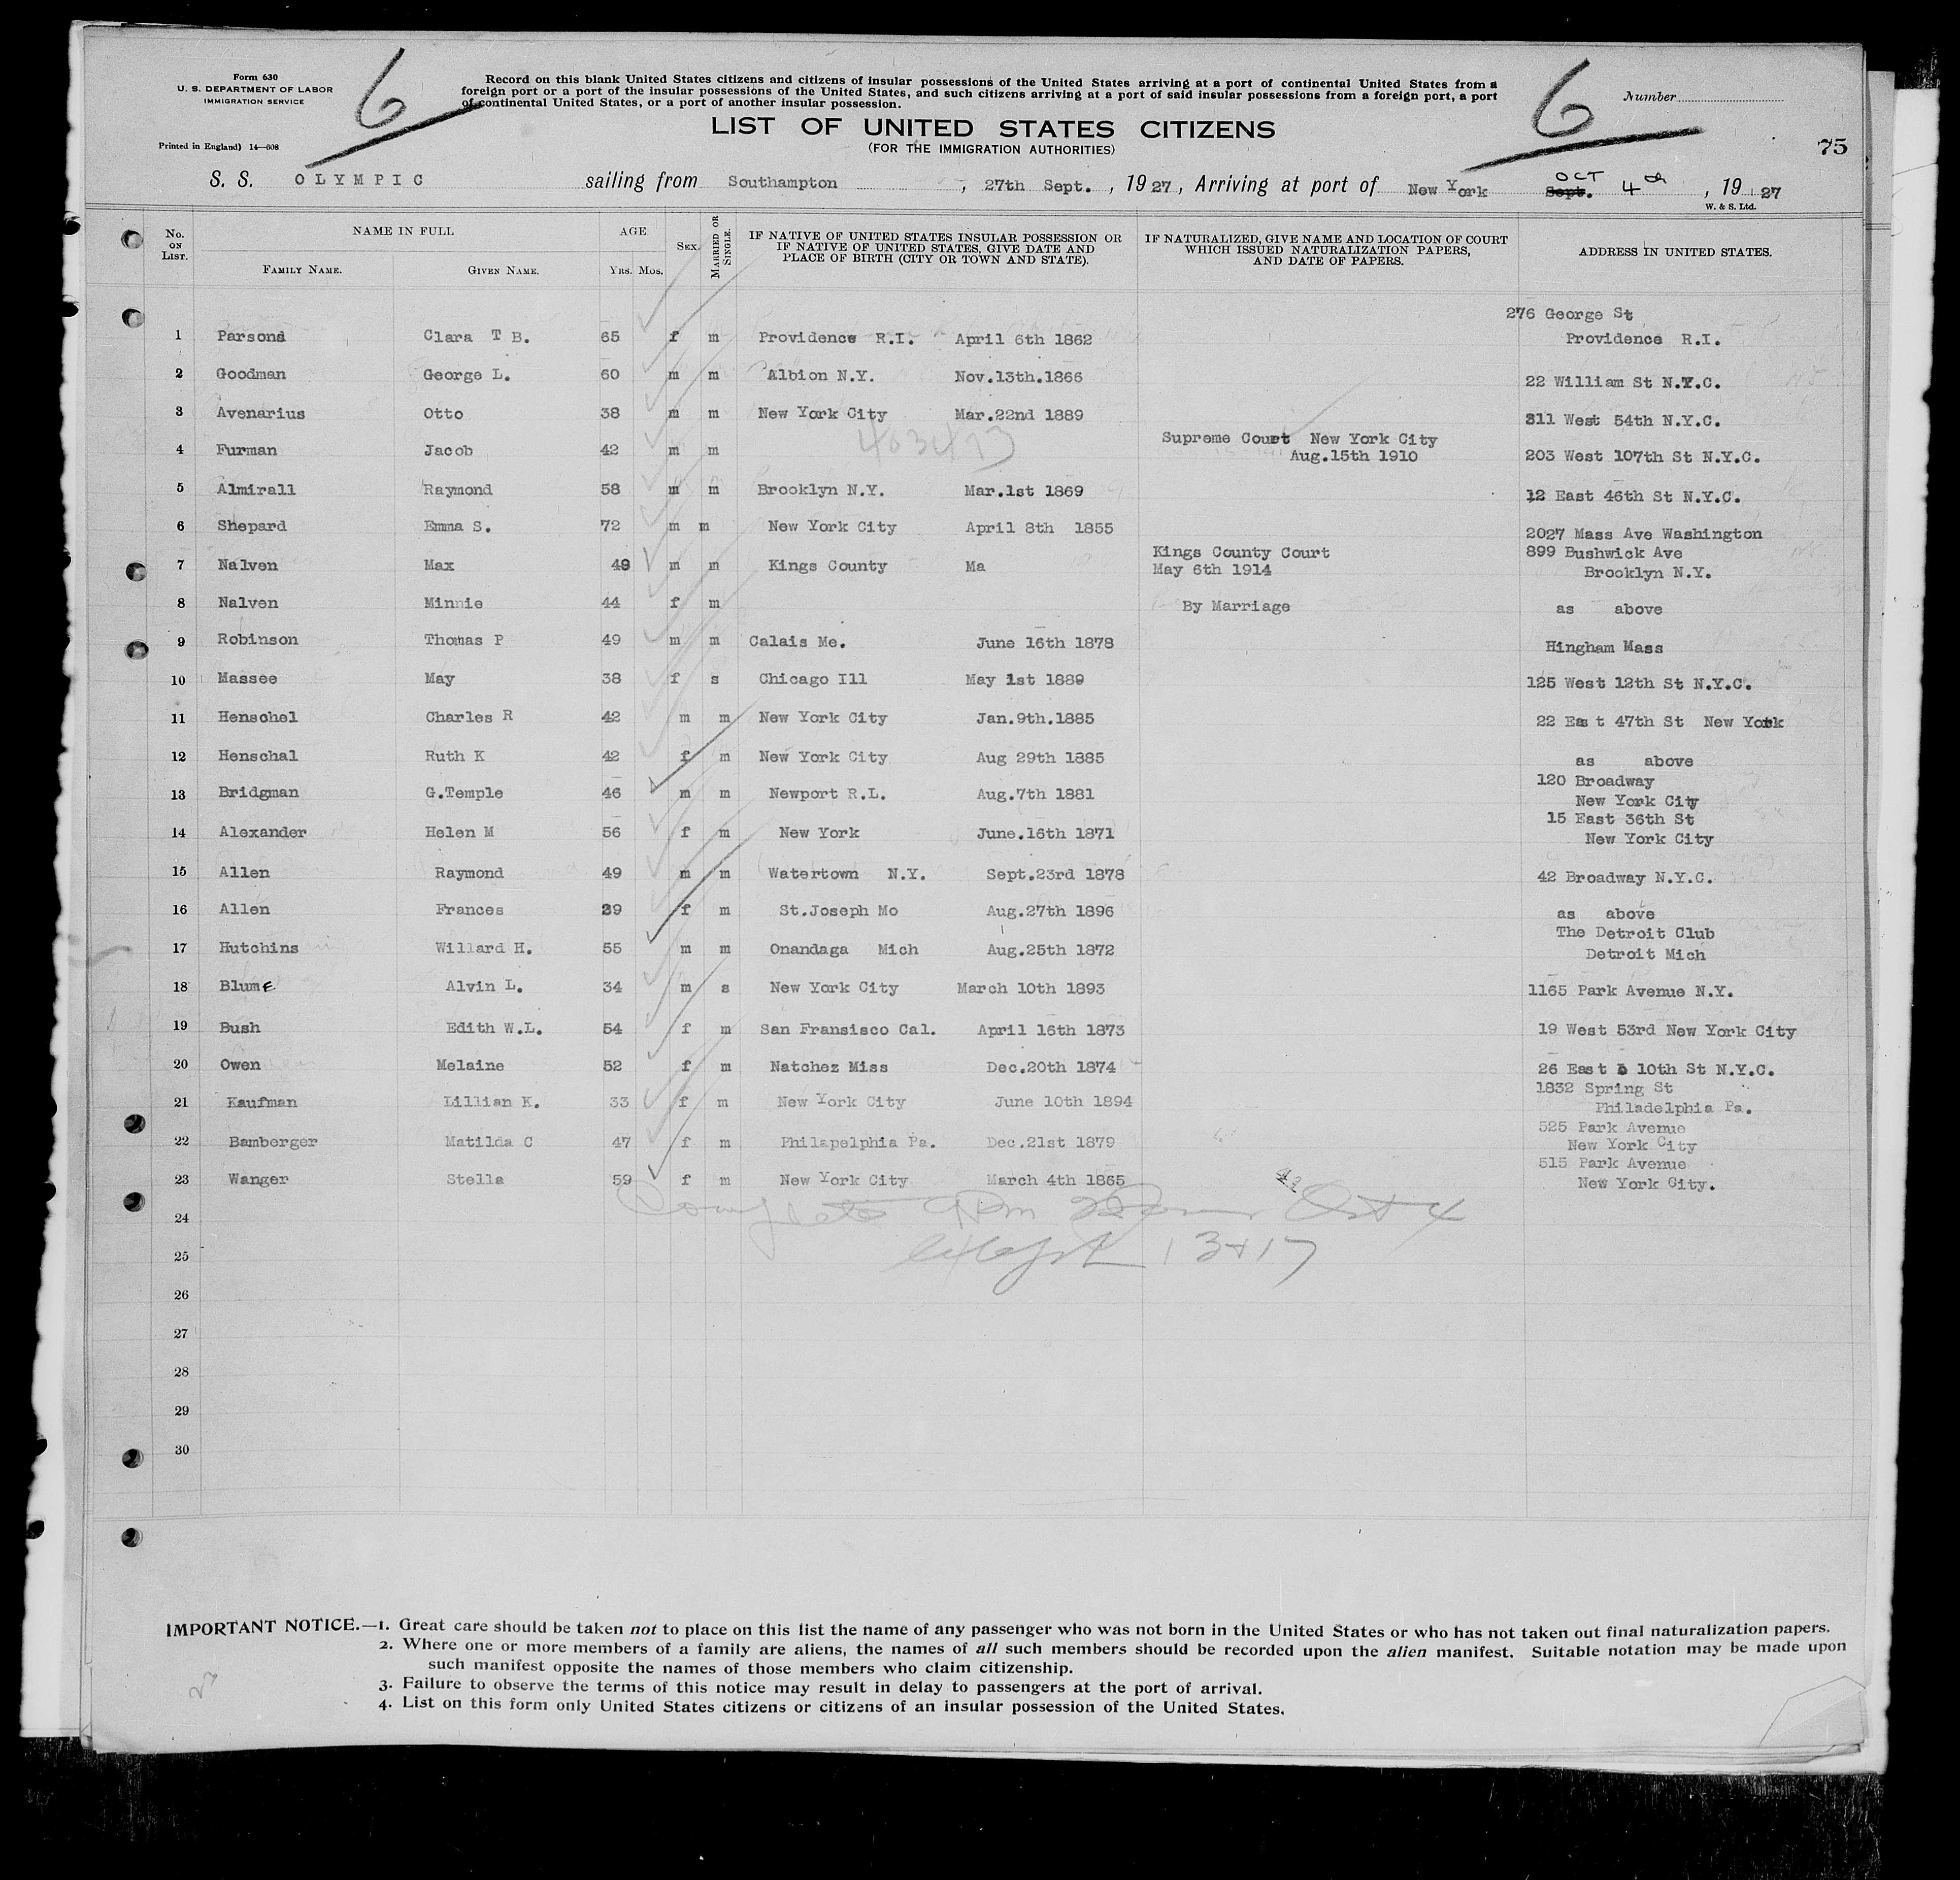 Form 630
U. S. DEPARTMENT OF LABOR
IMMIGRATION SERVICE
Printed in England) 14—608
6
Record on this blank United States citizens and citizens of insular possessions of the United States arriving at a port of continental United States from a
foreign port or a port of the insular possessions of the United States, and such citizens arriving at a port of said insular possessions from a foreign port, a port
of continental United States, or a port of another insular possession.
LIST OF UNITED STATES CITIZENS
(FOR THE IMMIGRATION AUTHORITIES)
6
Number
75
S. S. OLYMPIC sailing from Southampton , 27th Sept. , 1927, Arriving at port of New York Sept. OCT 4th , 19 27
W. & S. Ltd.
No. ON LIST. NAME IN FULL FAMILY NAME. GIVEN NAME. AGE YRS. MOS. SEX. MARRIED OR SINGLE. IF NATIVE OF UNITED STATES INSULAR POSSESSION OR IF NATIVE OF UNITED STATES, GIVE DATE AND PLACE OF BIRTH (CITY OR TOWN AND STATE). IF NATURALIZED, GIVE NAME AND LOCATION OF COURT WHICH ISSUED NATURALIZATION PAPERS, AND DATE OF PAPERS. ADDRESS IN UNITED STATES.
276 George St
1 Parsons Clara T B. 65 f m Providence R.I. April 6th 1862 Providence R.I.
2 Goodman George L. 60 m m Albion N.Y. Nov.13th.1866 22 William St N.Y.C.
3 Avenarius Otto 38 m m New York City Mar.22nd 1889 311 West 54th N.Y.C.
403473
Supreme Court New York City
4 Furman Jacob 42 m m Aug.15th 1910 203 West 107th St N.Y.C.
5 Almirall Raymond 58 m m Brooklyn N.Y. Mar.1st 1869 12 East 46th St N.Y.C.
6 Shepard Emma S. 72 m m New York City April 8th 1855 2027 Mass Ave Washington
Kings County Court 899 Bushwick Ave
7 Nalven Max 49 m m Kings County Ma May 6th 1914 Brooklyn N.Y.
8 Nalven Minnie 44 f m By Marriage as above
9 Robinson Thomas P 49 m m Calais Me. June 16th 1878 Hingham Mass
10 Massee May 38 f s Chicago Ill May 1st 1889 125 West 12th St N.Y.C.
11 Henschel Charles R 42 m m New York City Jan.9th.1885 22 Eas t 47th St New York
12 Henschal Ruth K 42 f m New York City Aug 29th 1885 as above
120 Broadway
13 Bridgman G.Temple 46 m m Newport R.L. Aug.7th 1881 New York City
15 East 36th St
14 Alexander Helen M 56 f m New York June.16th 1871 New York City
15 Allen Raymond 49 m m Watertown N.Y. Sept.23rd 1878 42 Broadway N.Y.C.
16 Allen Frances 29 f m St.Joseph Mo Aug.27th 1896 as above
The Detroit Club
17 Hutchins Willard H. 55 m m Onandaga Mich Aug.25th 1872 Detroit Mich
18 Blume Alvin L. 34 m s New York City March 10th 1893 1165 Park Avenue N.Y.
19 Bush Edith W.L. 54 f m San Fransisco Cal. April 16th 1873 19 West 53rd New York City
20 Owen Melaine 52 f m Natchez Miss Dec.20th 1874 26 East 10th St N.Y.C.
1832 Spring St
21 Kaufman Lillian K. 33 f m New York City June 10th 1894 Philadelphia Pa.
525 Park Avenue
22 Bamberger Matilda C 47 f m Philapelphia Pa. Dec.21st 1879 New York City
515 Park Avenue
23 Wanger Stella 59 f m New York City March 4th 1865 New York City.
24 Oct 4
25 Except 13+17
26
27
28
29
30
IMPORTANT NOTICE.—1. Great care should be taken not to place on this list the name of any passenger who was not born in the United States or who has not taken out final naturalization papers.
2. Where one or more members of a family are aliens, the names of all such members should be recorded upon the alien manifest. Suitable notation may be made upon
such manifest opposite the names of those members who claim citizenship.
3. Failure to observe the terms of this notice may result in delay to passengers at the port of arrival.
4. List on this form only United States citizens or citizens of an insular possession of the United States.